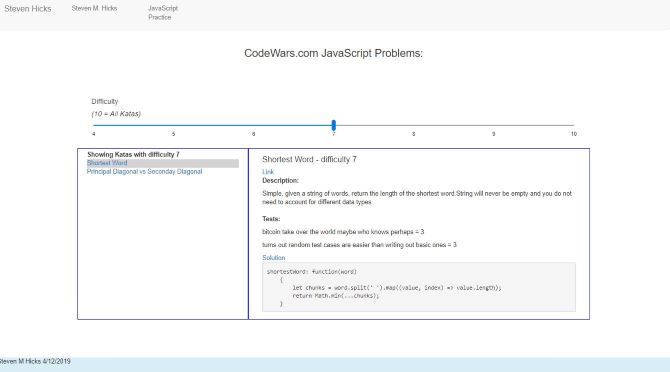 Steven Hicks
Steven M. Hicks
JavaScript
Practice
CodeWars.com JavaScript Problems:
Difficulty
(10 = All Katas)
4 5 6 7 8 9 10
Showing Katas with difficulty 7
Shortest Word
Principal Diagonal vs Seconday Diagonal
Shortest Word - difficulty 7
Link
Description:
Simple, given a string of words, return the length of the shortest word.String will never be empty and you do not
need to account for different data types
Tests:
bitcoin take over the world maybe who knows perhaps = 3
turns out random test cases are easier than writing out basic ones = 3
Solution
shortestWord: function(word)
{
let chunks = word.split(' ').map((value, index) => value.length);
return Math.min(...chunks);
}
Steven M Hicks 4/12/2019